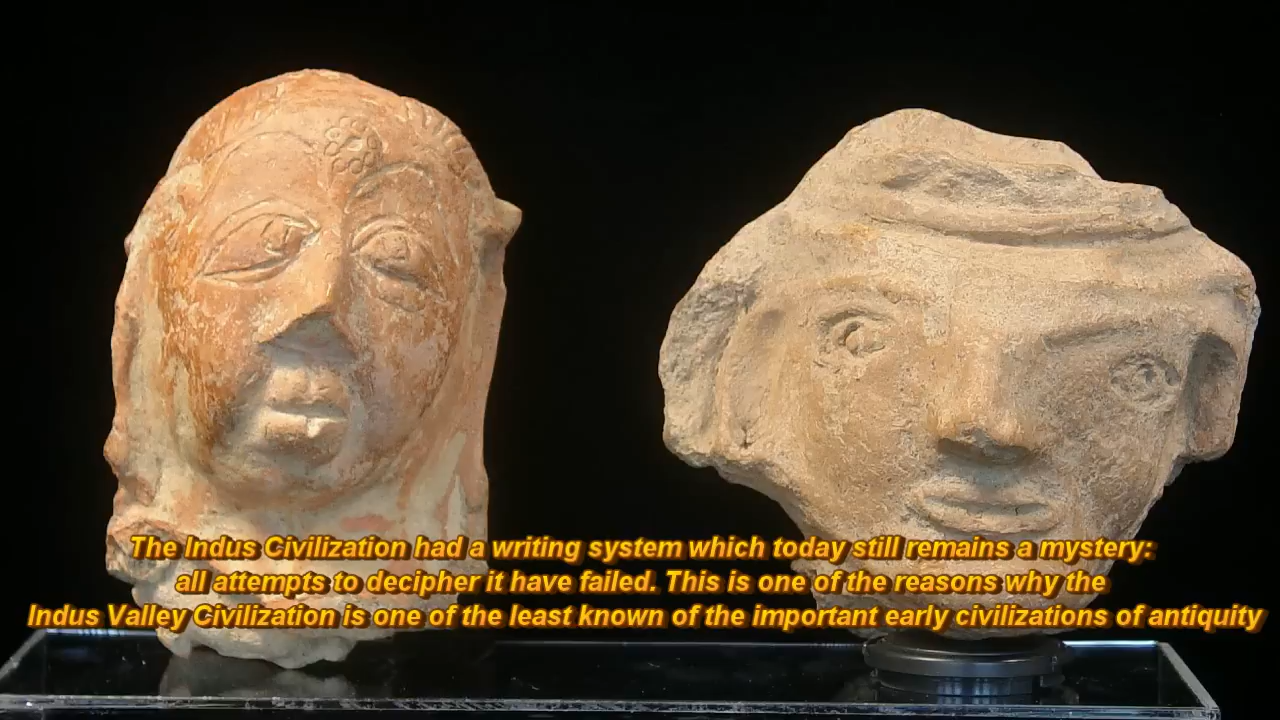 The Indus Civilization had a writing system which today still remains a mystery:
all attempts to decipher it have failed. This is one of the reasons why the
Indus Valley Civilization is one of the least known of the important early civilizations of antiquity